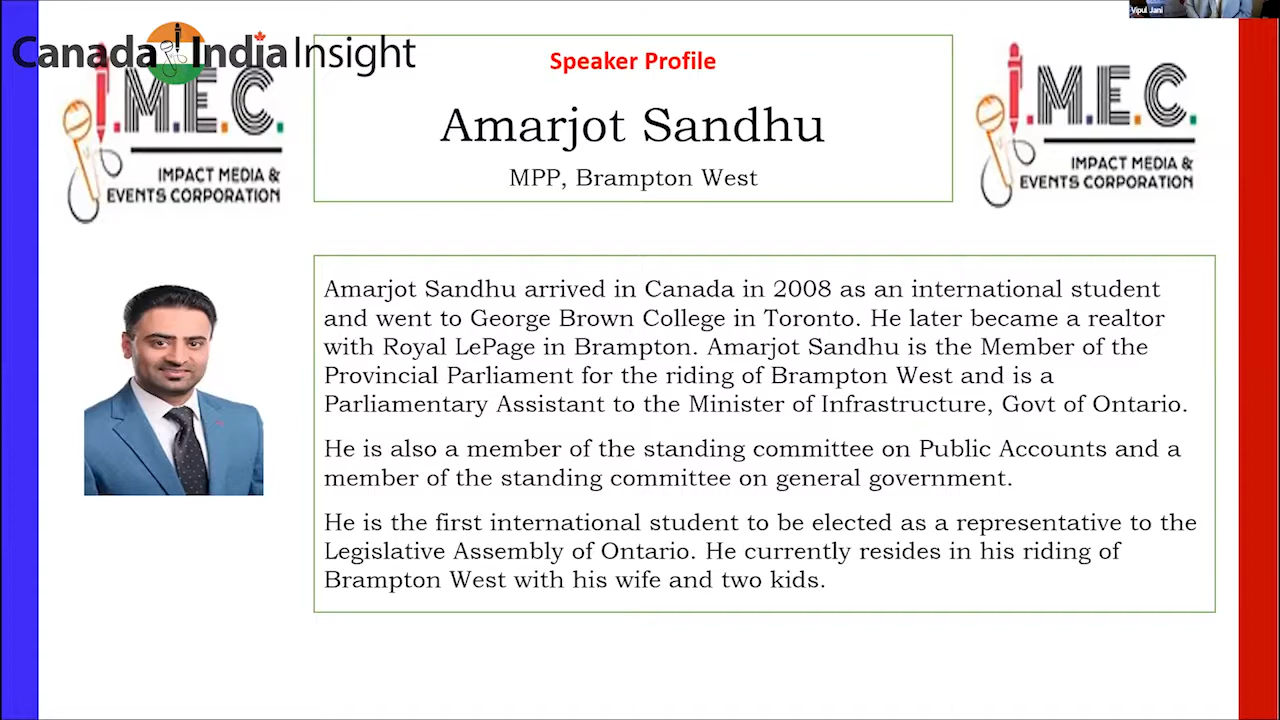 Vipul Jani
Canada India Insight
Speaker Profile
I.M.E.C.
IMPACT MEDIA &
EVENTS CORPORATION
Amarjot Sandhu
MPP, Brampton West
I.M.E.C.
IMPACT MEDIA &
EVENTS CORPORATION
Amarjot Sandhu arrived in Canada in 2008 as an international student
and went to George Brown College in Toronto. He later became a realtor
with Royal LePage in Brampton. Amarjot Sandhu is the Member of the
Provincial Parliament for the riding of Brampton West and is a
Parliamentary Assistant to the Minister of Infrastructure, Govt of Ontario.
He is also a member of the standing committee on Public Accounts and a
member of the standing committee on general government.
He is the first international student to be elected as a representative to the
Legislative Assembly of Ontario. He currently resides in his riding of
Brampton West with his wife and two kids.